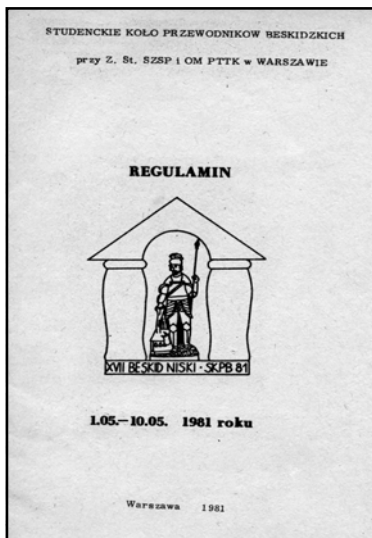 STUDENCKIE KOŁO PRZEWODNIKÓW BESKIDZKICH
przy Z. St. SZSP i OM PTTK w WARSZAWIE
REGULAMIN
XVII BESKID NISKI · SKPB 81
1.05.—10.05. 1981 roku
Warszawa 1981